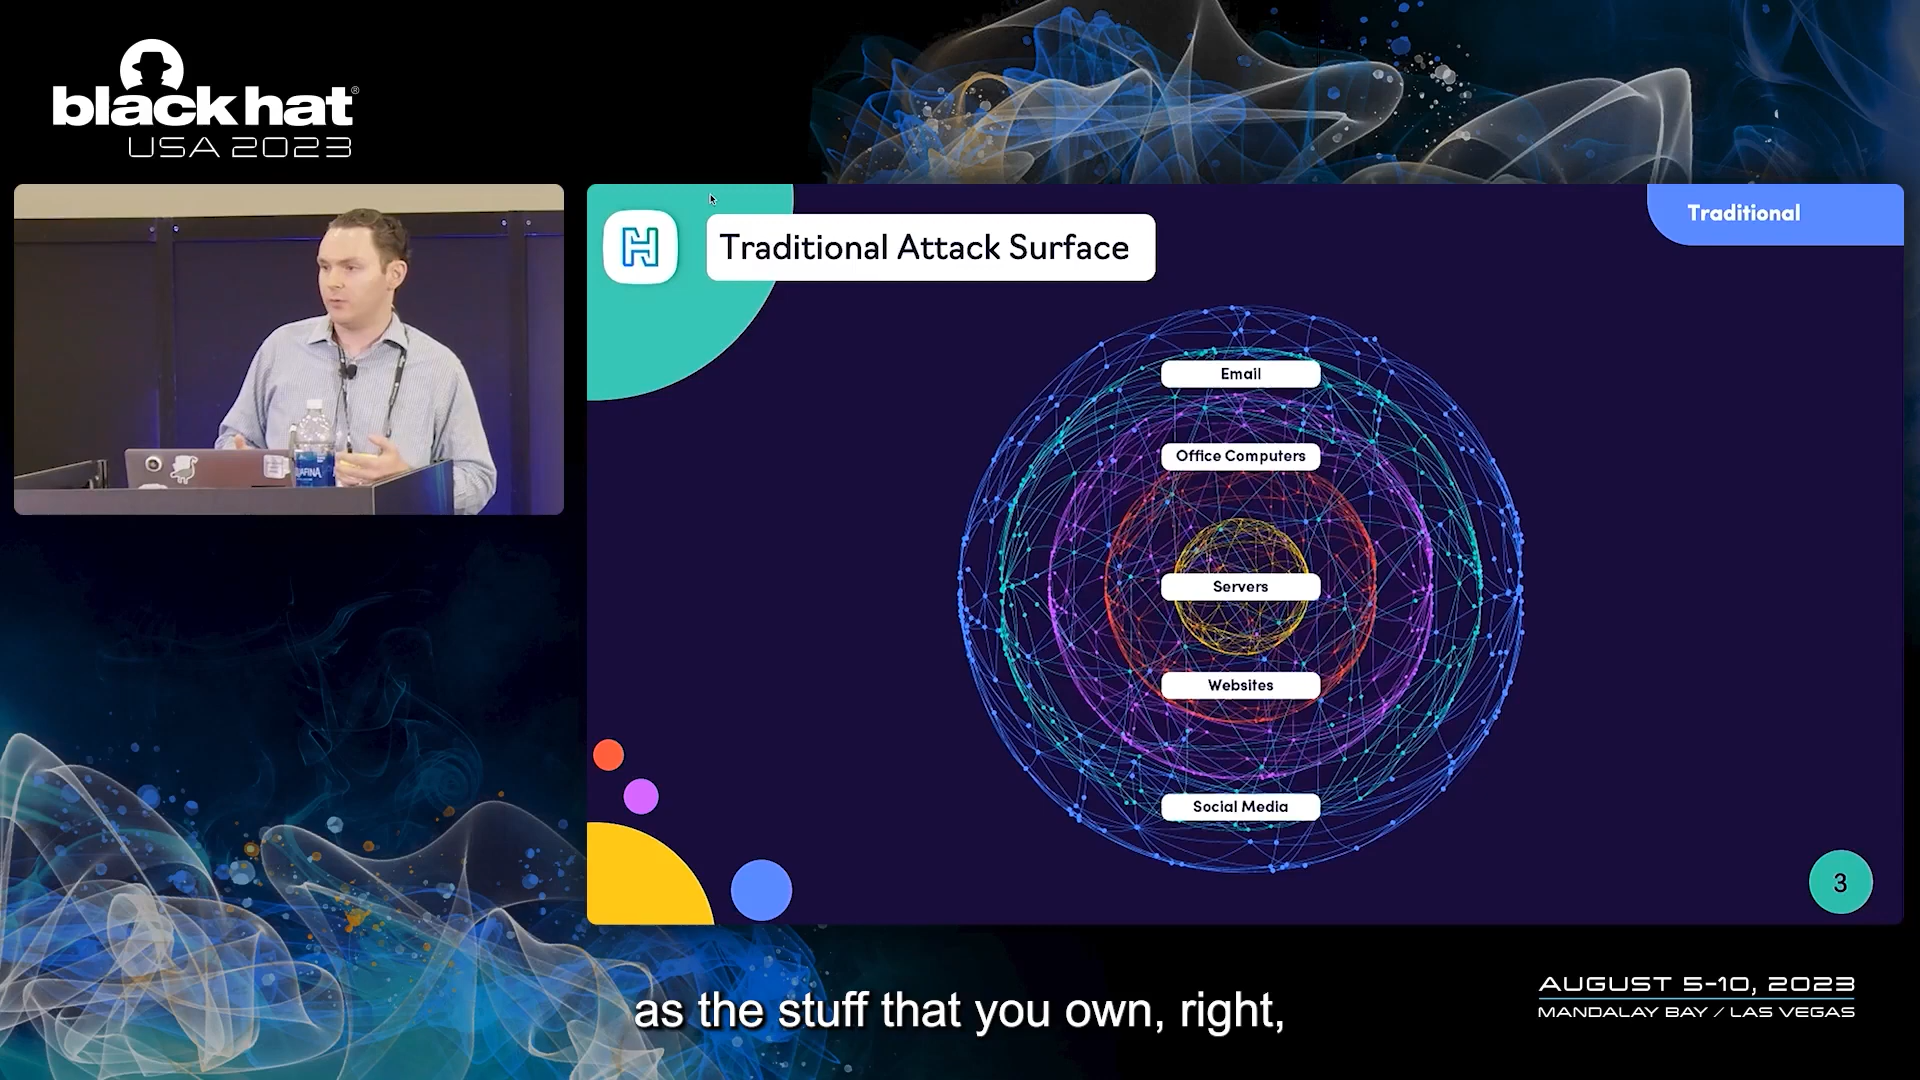 black hat®
USA 2023
Traditional Attack Surface
Traditional
Email
Office Computers
Servers
Websites
Social Media
3
AUGUST 5-10, 2023
MANDALAY BAY / LAS VEGAS
as the stuff that you own, right,